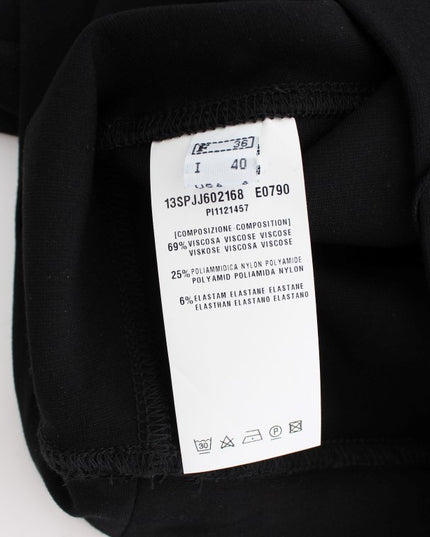 36
I 40
13SPJJ602168 E0790
PI1121457
[COMPOSIZIONE-COMPOSITION]
69% VISCOSA VISCOSE VISCOSE
VISKOSE VISCOSA VISCOSE
25% POLIAMMIDICA NYLON POLYAMIDE
POLYAMID POLIAMIDA NYLON
6% ELASTAM ELASTANE ELASTANE
ELASTHAN ELASTANO ELASTANO
30
P